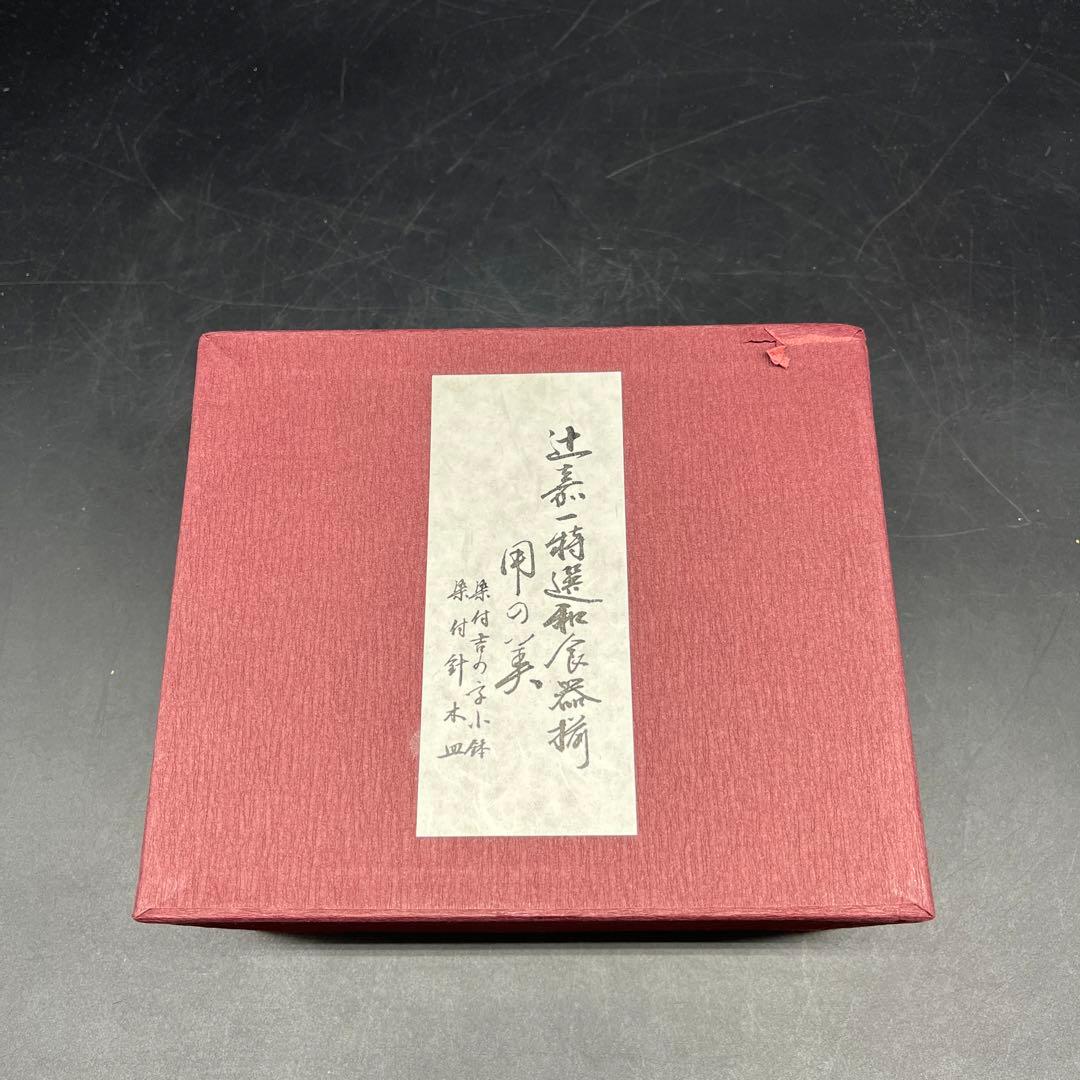 辻嘉一特選和食器揃
用の美
染付吉の字小鉢
染付針木皿